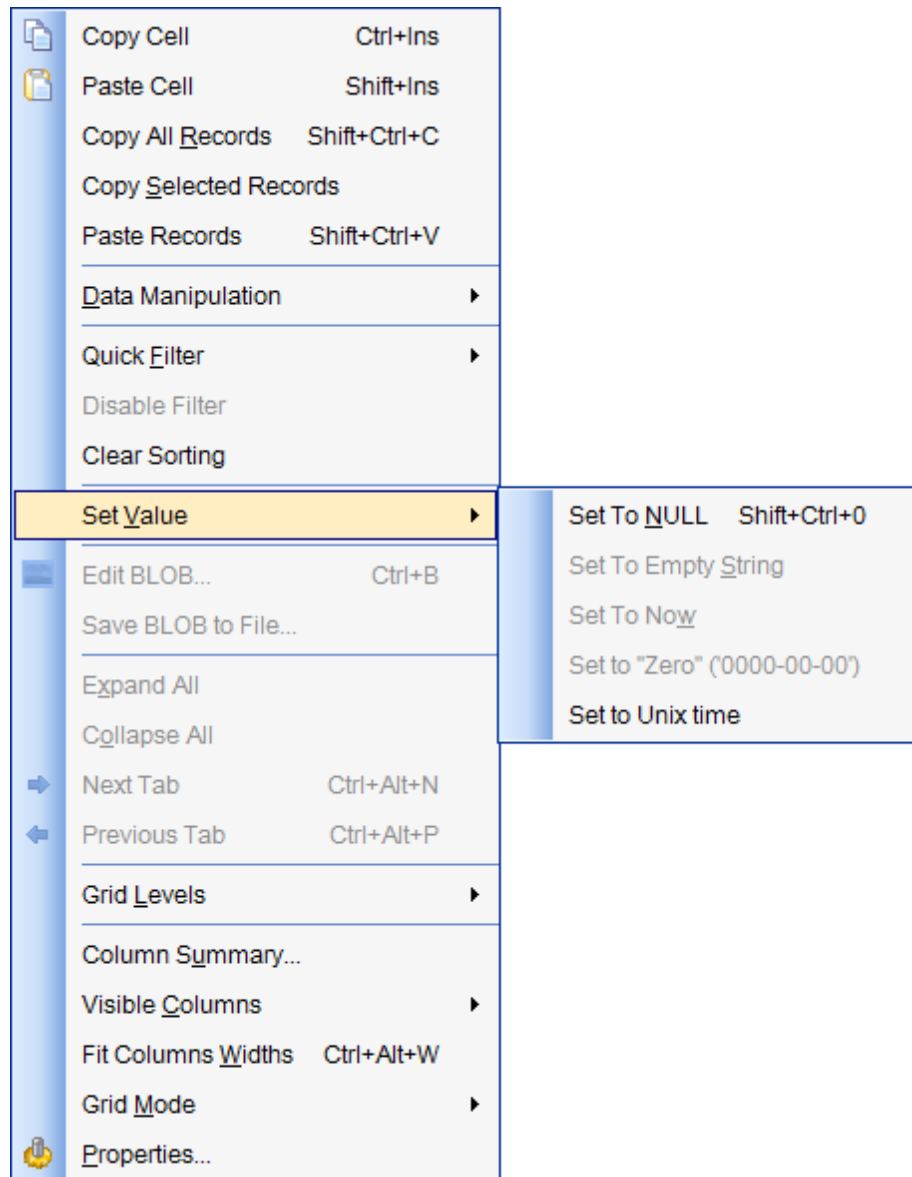 Copy Cell Ctrl+Ins
Paste Cell Shift+Ins
Copy All Records Shift+Ctrl+C
Copy Selected Records
Paste Records Shift+Ctrl+V
Data Manipulation
Quick Filter
Disable Filter
Clear Sorting
Set Value
Edit BLOB... Ctrl+B
Save BLOB to File...
Expand All
Collapse All
Next Tab Ctrl+Alt+N
Previous Tab Ctrl+Alt+P
Grid Levels
Column Summary...
Visible Columns
Fit Columns Widths Ctrl+Alt+W
Grid Mode
Properties...
Set To NULL Shift+Ctrl+0
Set To Empty String
Set To Now
Set to "Zero" ('0000-00-00')
Set to Unix time